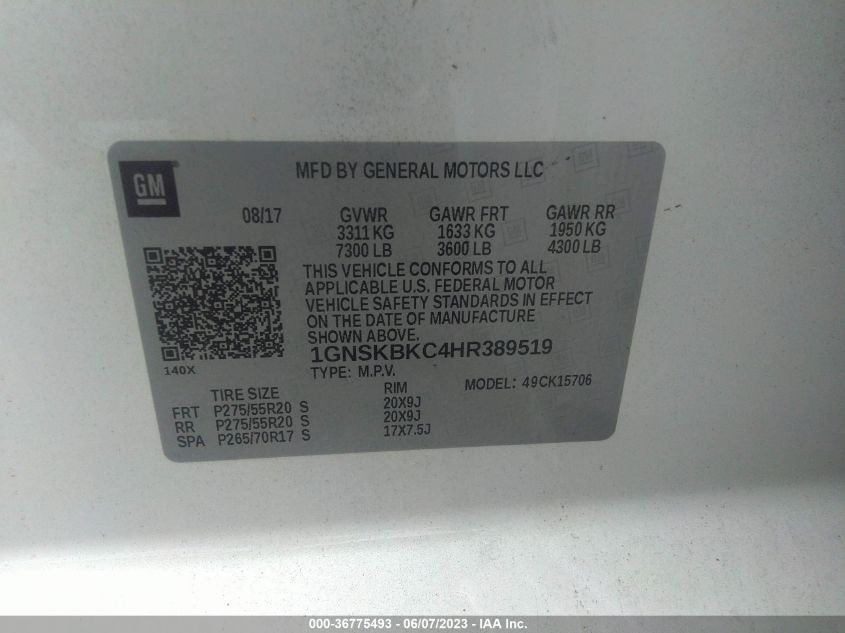 GM
®
MFD BY GENERAL MOTORS LLC
08/17 GVWR GAWR FRT GAWR RR
3311 KG 1633 KG 1950 KG
7300 LB 3600 LB 4300 LB
THIS VEHICLE CONFORMS TO ALL
APPLICABLE U.S. FEDERAL MOTOR
VEHICLE SAFETY STANDARDS IN EFFECT
ON THE DATE OF MANUFACTURE
SHOWN ABOVE.
1GNSKBKC4HR389519
140X
TYPE: M.P.V. MODEL: 49CK15706
TIRE SIZE RIM
FRT P275/55R20 S 20X9J
RR P275/55R20 S 20X9J
SPA P265/70R17 S 17X7.5J
000-36775493 - 06/07/2023 - IAA Inc.